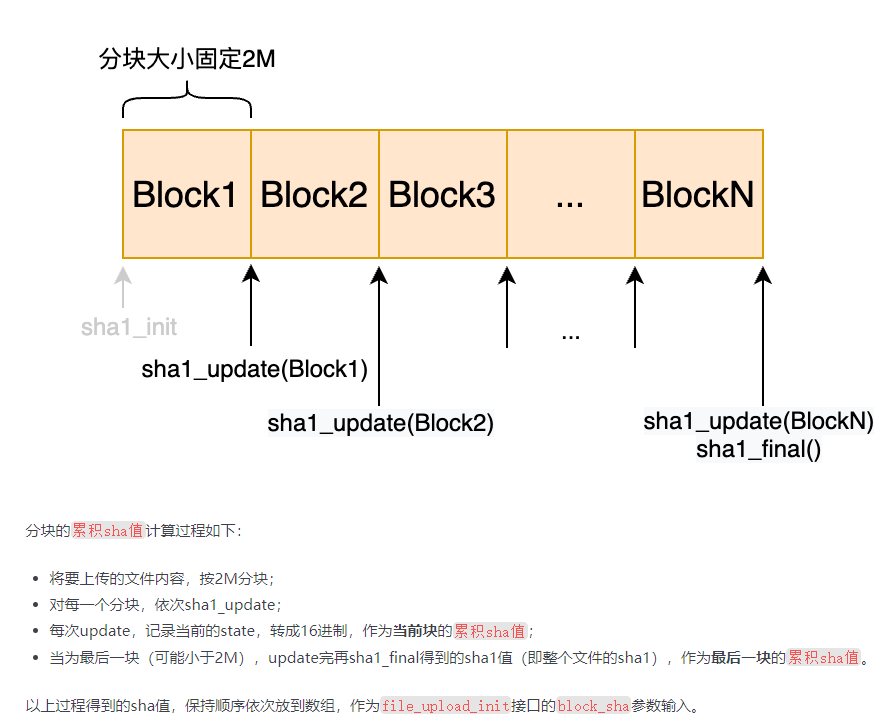 分块大小固定2M
Block1 Block2 Block3 ... BlockN
sha1_init
...
sha1_update(Block1)
sha1_update(Block2)
sha1_update(BlockN)
sha1_final()
分块的累积sha值计算过程如下：
• 将要上传的文件内容，按2M分块；
• 对每一个分块，依次sha1_update；
• 每次update，记录当前的state，转成16进制，作为当前块的累积sha值；
• 当为最后一块（可能小于2M），update完再sha1_final得到的sha1值（即整个文件的sha1），作为最后一块的累积sha值。
以上过程得到的sha值，保持顺序依次放到数组，作为file_upload_init接口的block_sha参数输入。